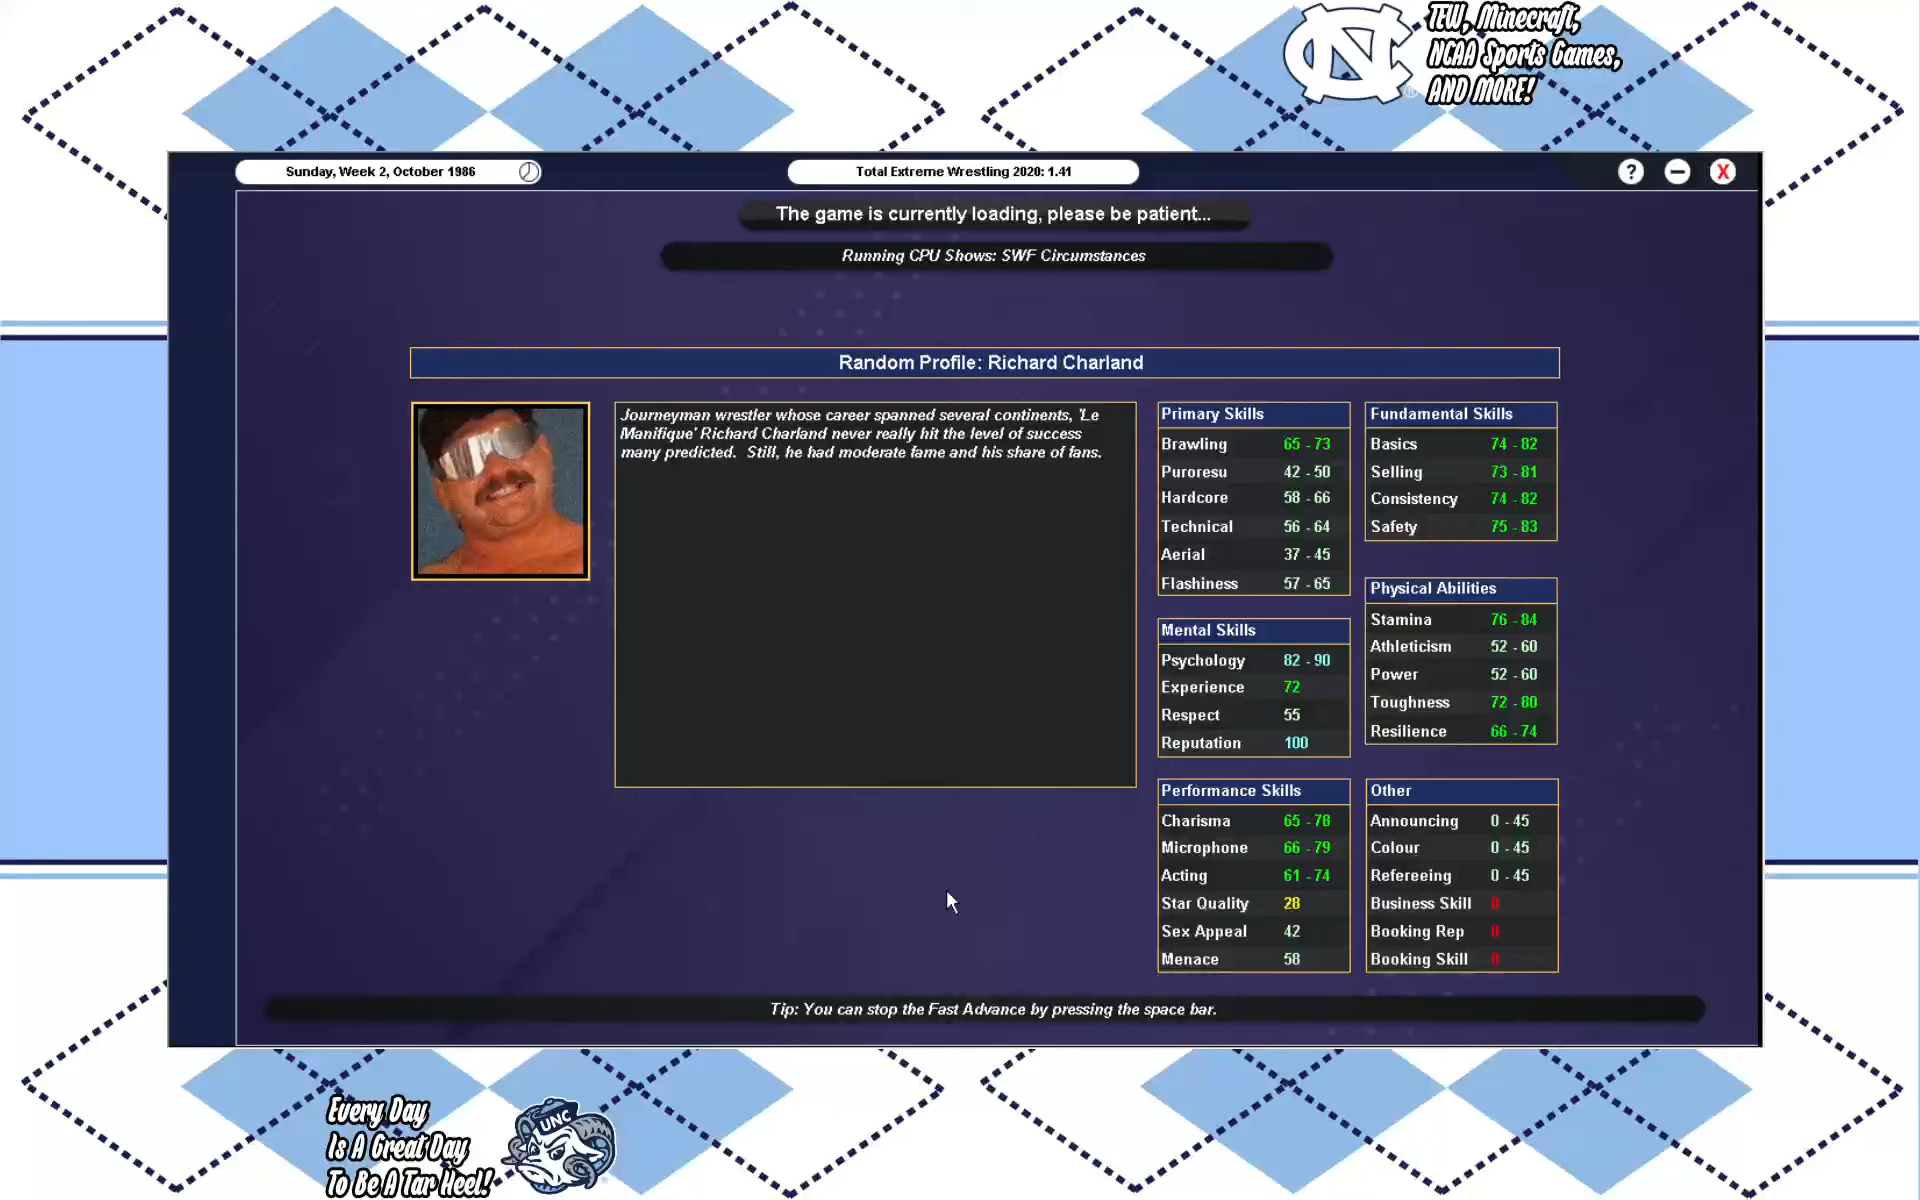 TEW, Minecraft,
NCAA Sports Games,
AND MORE!
NC
Sunday, Week 2, October 1986
Total Extreme Wrestling 2020: 1.41
?
X
The game is currently loading, please be patient...
Running CPU Shows: SWF Circumstances
Random Profile: Richard Charland
Journeyman wrestler whose career spanned several continents, 'Le
Manifique' Richard Charland never really hit the level of success
many predicted. Still, he had moderate fame and his share of fans.
Primary Skills
Brawling 65 - 73
Puroresu 42 - 50
Hardcore 58 - 66
Technical 56 - 64
Aerial 37 - 45
Flashiness 57 - 65
Mental Skills
Psychology 82 - 90
Experience 72
Respect 55
Reputation 100
Performance Skills
Charisma 65 - 78
Microphone 66 - 79
Acting 61 - 74
Star Quality 28
Sex Appeal 42
Menace 58
Fundamental Skills
Basics 74 - 82
Selling 73 - 81
Consistency 74 - 82
Safety 75 - 83
Physical Abilities
Stamina 76 - 84
Athleticism 52 - 60
Power 52 - 60
Toughness 72 - 80
Resilience 66 - 74
Other
Announcing 0 - 45
Colour 0 - 45
Refereeing 0 - 45
Business Skill 0
Booking Rep 0
Booking Skill 0
Tip: You can stop the Fast Advance by pressing the space bar.
Every Day
Is A Great Day
To Be A Tar Heel!
UNC